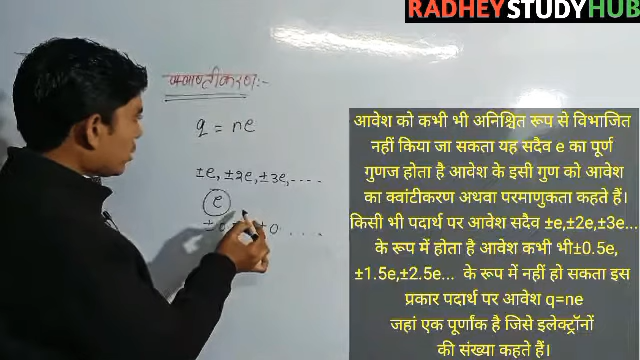 RADHEYSTUDYHUB
q = ne
±e, ±2e, ±3e, ....
e
आवेश को कभी भी अनिश्चित रूप से विभाजित
नहीं किया जा सकता यह सदैव e का पूर्ण
गुणज होता है आवेश के इसी गुण को आवेश
का क्वांटीकरण अथवा परमाणुकता कहते हैं।
किसी भी पदार्थ पर आवेश सदैव ±e,±2e,±3e...
के रूप में होता है आवेश कभी भी±0.5e,
±1.5e,±2.5e... के रूप में नहीं हो सकता इस
प्रकार पदार्थ पर आवेश q=ne
जहां एक पूर्णांक है जिसे इलेक्ट्रॉनों
की संख्या कहते हैं।